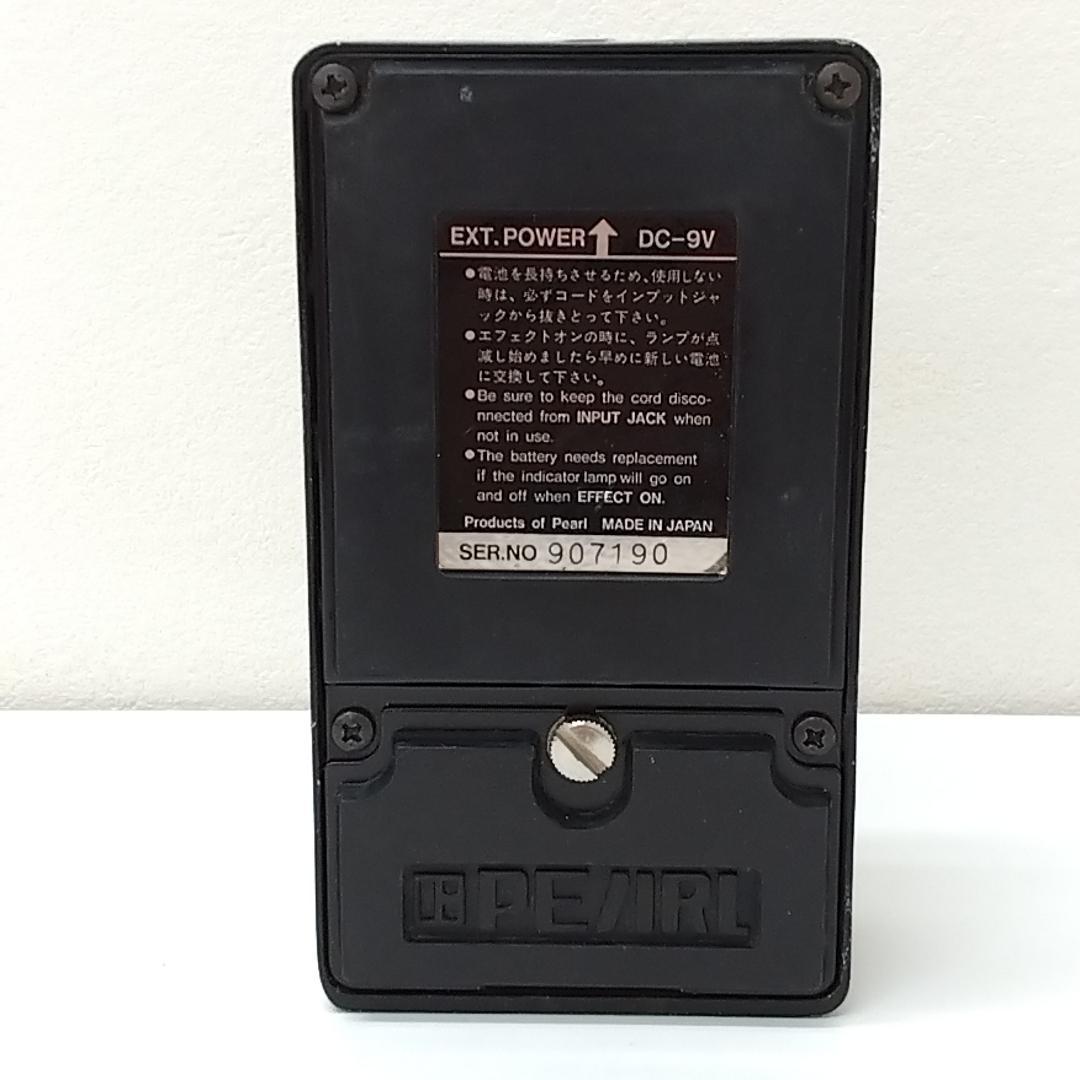 EXT.POWER↑ DC-9V
●電池を長持ちさせるため、使用しない
時は、必ずコードをインプットジャ
ックから抜きとって下さい。
●エフェクトオンの時に、ランプが点
滅し始めましたら早めに新しい電池
に交換して下さい。
●Be sure to keep the cord disco-
nnected from INPUT JACK when
not in use.
●The battery needs replacement
if the indicator lamp will go on
and off when EFFECT ON.
Products of Pearl MADE IN JAPAN
SER.NO 907190
PEARL